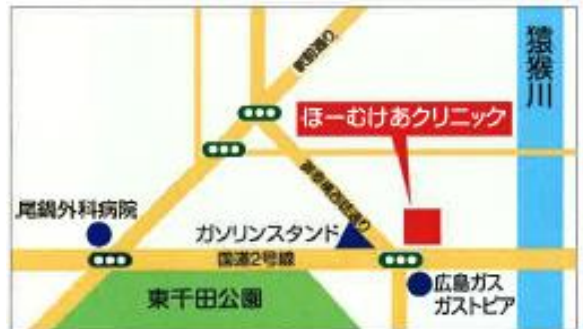 猿猴川
ほーむけあクリニック
尾鍋外科病院
ガソリンスタンド
国道2号線
東千田公園
広島ガス
ガストピア